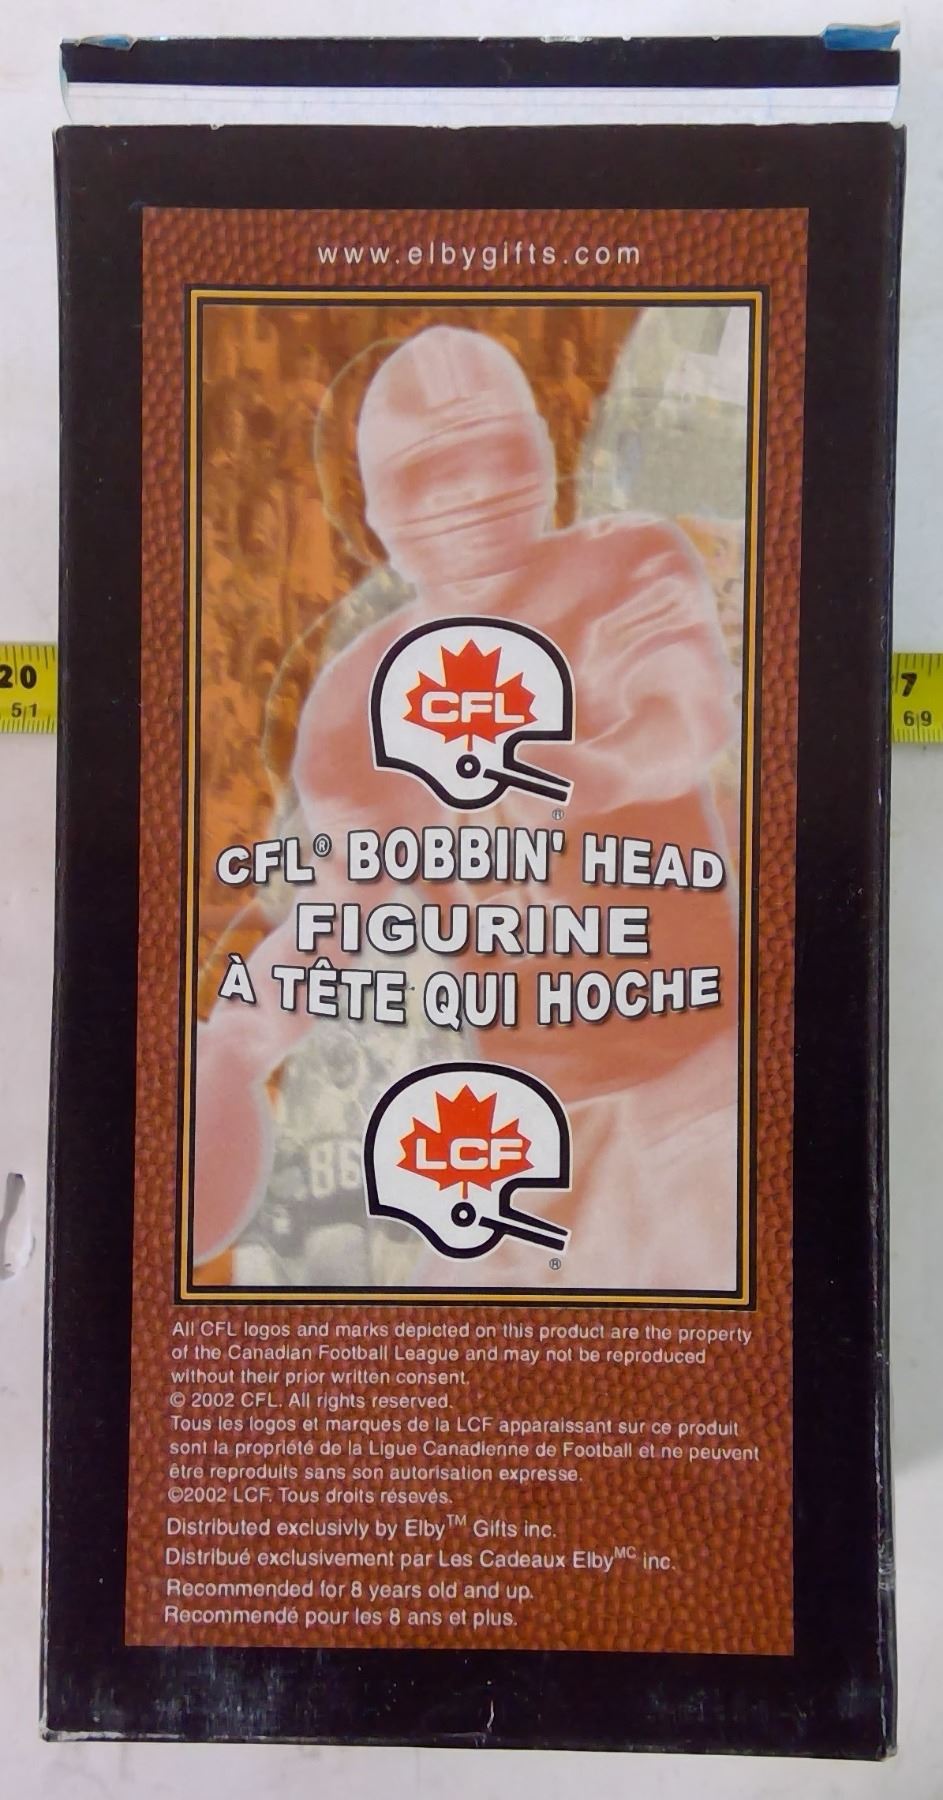 www.elbygifts.com
20
51
7
69
CFL
®
CFL® BOBBIN' HEAD
FIGURINE
À TÊTE QUI HOCHE
86
LCF
®
All CFL logos and marks depicted on this product are the property
of the Canadian Football League and may not be reproduced
without their prior written consent.
© 2002 CFL. All rights reserved.
Tous les logos et marques de la LCF apparaissant sur ce produit
sont la propriété de la Ligue Canadienne de Football et ne peuvent
être reproduits sans son autorisation expresse.
©2002 LCF. Tous droits résevés.
Distributed exclusivly by Elby™ Gifts inc.
Distribué exclusivement par Les Cadeaux Elbyᴹᶜ inc.
Recommended for 8 years old and up.
Recommendé pour les 8 ans et plus.